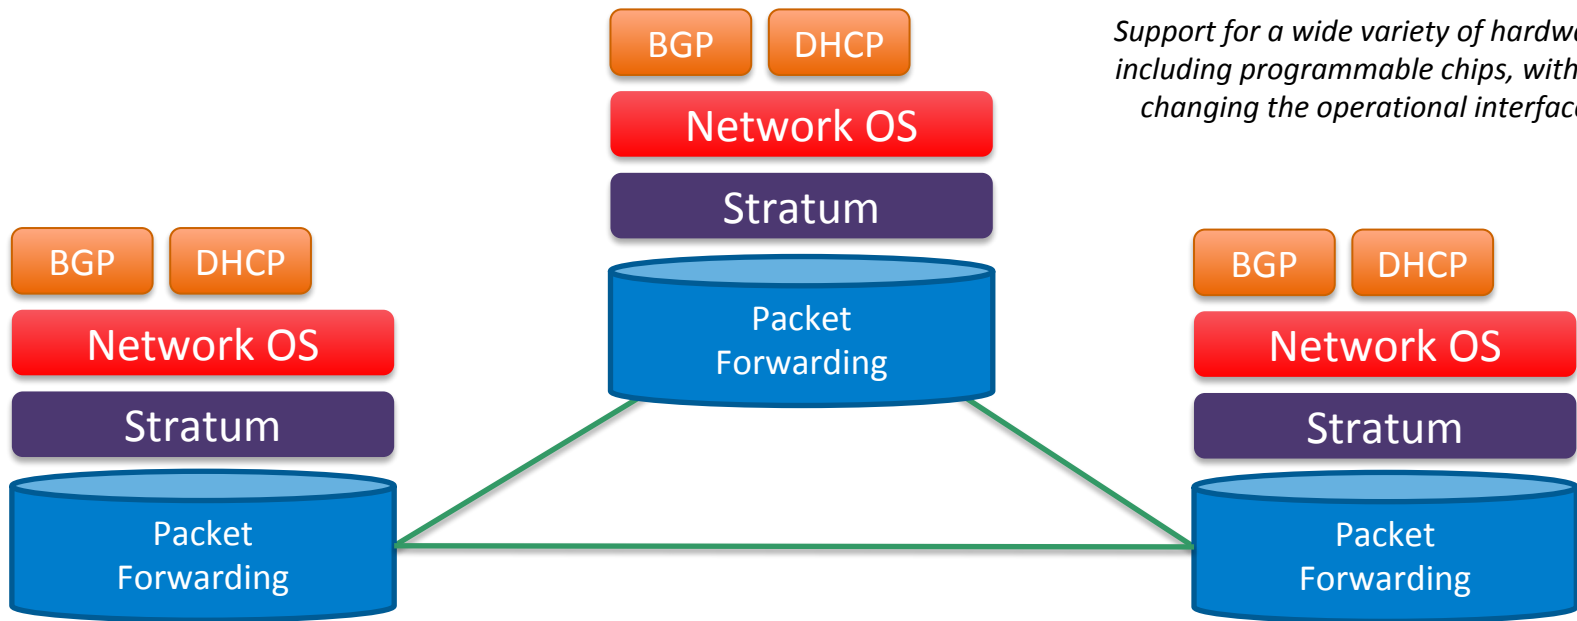 BGP DHCP
Network OS
Stratum
Packet
Forwarding
Support for a wide variety of
including programmable chips,
changing the operational
BGP DHCP
Network OS
Stratum
Packet
Forwarding
BGP DHCP
Network OS
Stratum
Packet
Forwarding